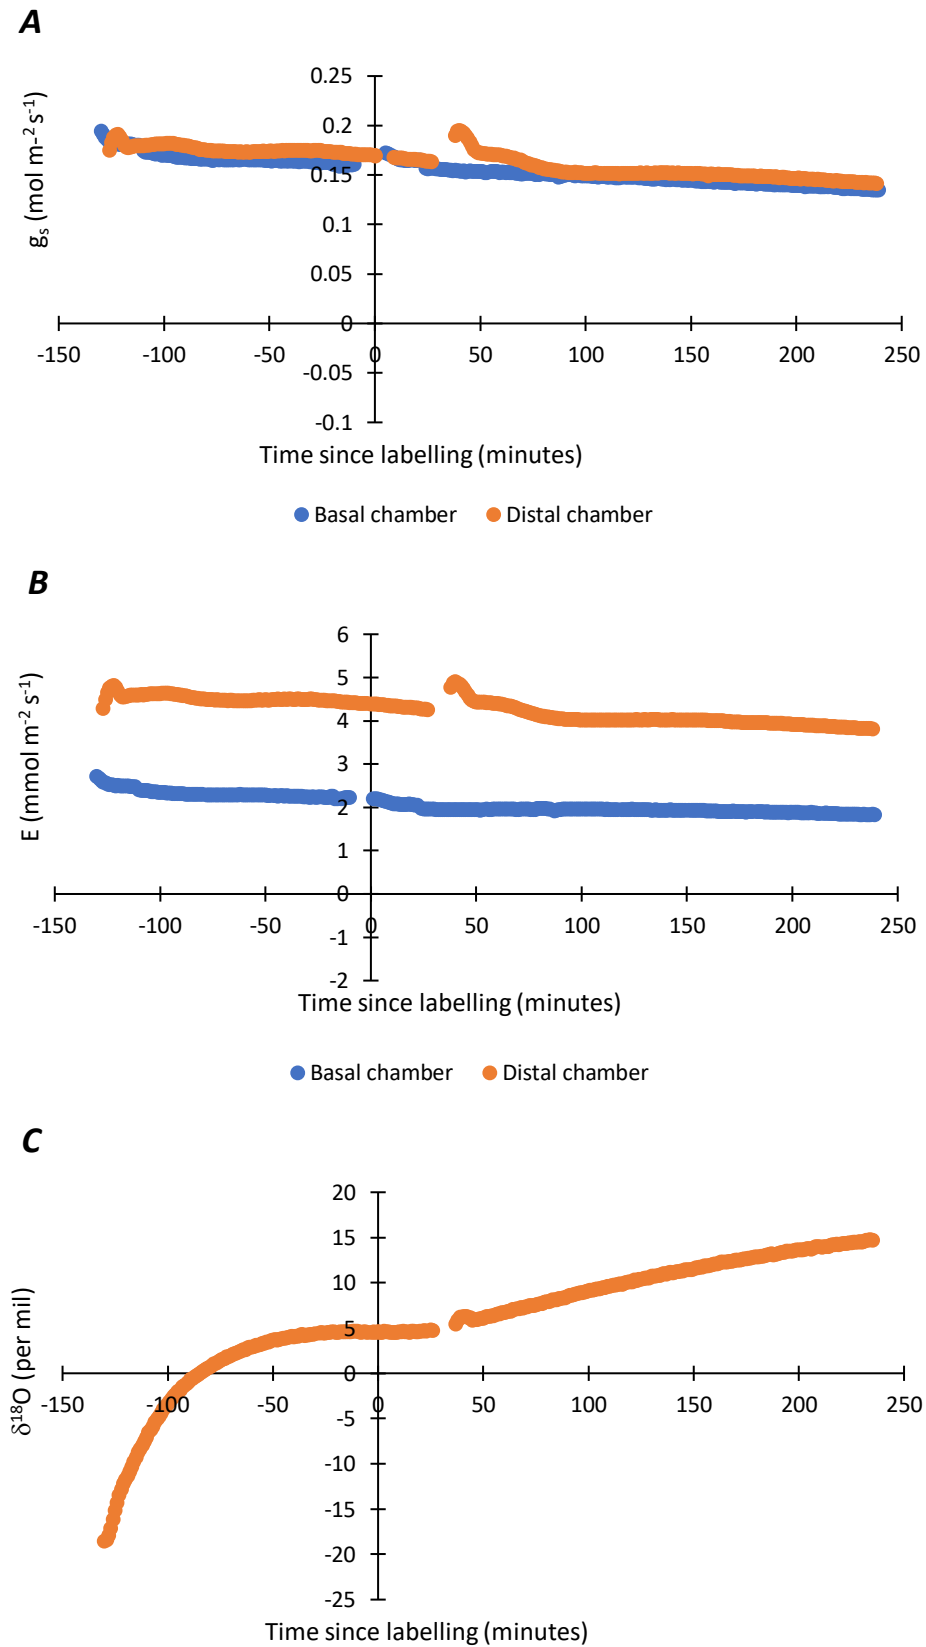 A
0.25
0.2
0.15
0.1
0.05
0
-0.05
-0.1
-150 -100 -50 0 50 100 150 200 250
gs (mol m-2 s-1)
Time since labelling (minutes)
Basal chamber Distal chamber
B
6
5
4
3
2
1
0
-1
-2
-150 -100 -50 0 50 100 150 200 250
E (mmol m-2 s-1)
Time since labelling (minutes)
Basal chamber Distal chamber
C
20
15
10
5
0
-5
-10
-15
-20
-25
-150 -100 -50 0 50 100 150 200 250
δ18O (per mil)
Time since labelling (minutes)